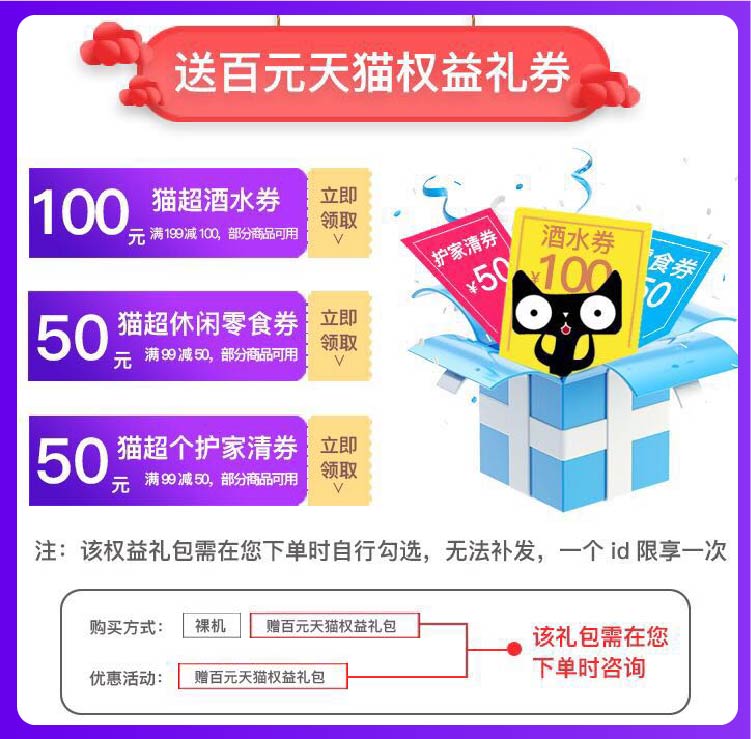 送百元天猫权益礼券
100元
猫超酒水券
满199减100，部分商品可用
立即
领取
50元
猫超休闲零食券
满99减50，部分商品可用
立即
领取
50元
猫超个护家清券
满99减50，部分商品可用
立即
领取
护家清券
¥50
酒水券
¥100
食券
50
注：该权益礼包需在您下单时自行勾选，无法补发，一个id限享一次
购买方式： 裸机 赠百元天猫权益礼包
优惠活动： 赠百元天猫权益礼包
该礼包需在您
下单时咨询